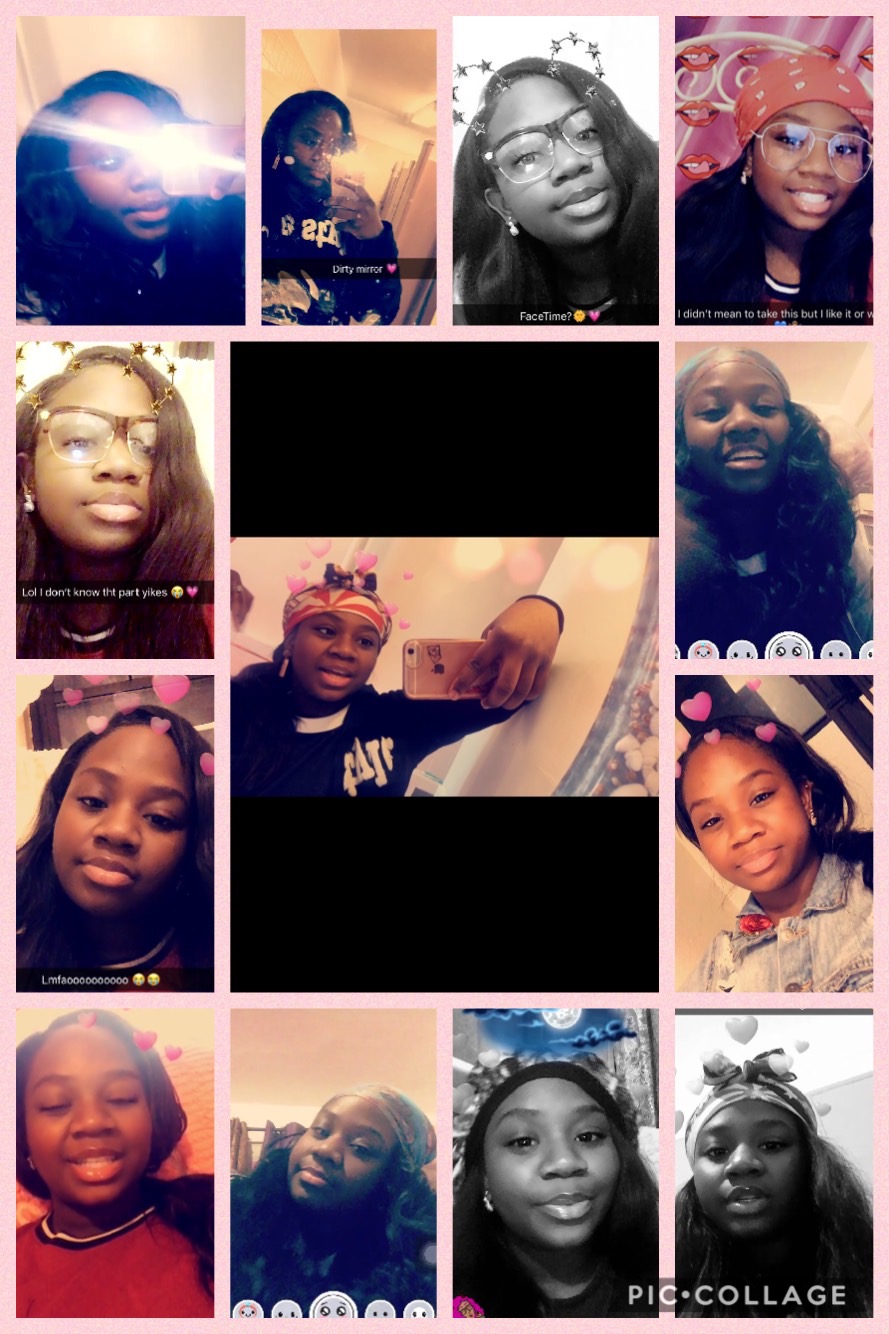 Dirty mirror 💗
FaceTime?🌞💗
I didn't mean to take this but I like it or w
Lol I don't know tht part yikes 😭💗
Lmfaoooooooooo 😭😭
PIC•COLLAGE